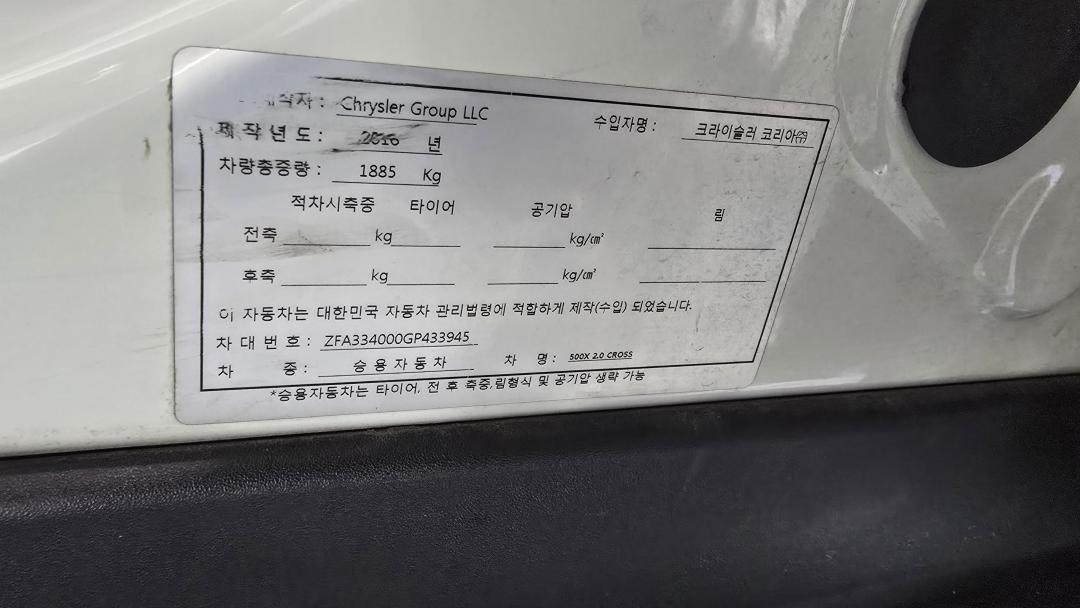 제작자 : Chrysler Group LLC 수입자명 : 크라이슬러 코리아㈜
제 작 년 도 : 2016 년
차량총중량 : 1885 Kg
적차시축중 타이어 공기압 림
전축 kg kg/㎠
후축 kg kg/㎠
이 자동차는 대한민국 자동차 관리법령에 적합하게 제작(수입) 되었습니다.
차 대 번 호 : ZFA334000GP433945
차 종 : 승 용 자 동 차 차 명 : 500X 2.0 CROSS
*승용자동차는 타이어, 전 후 축중,림형식 및 공기압 생략 가능